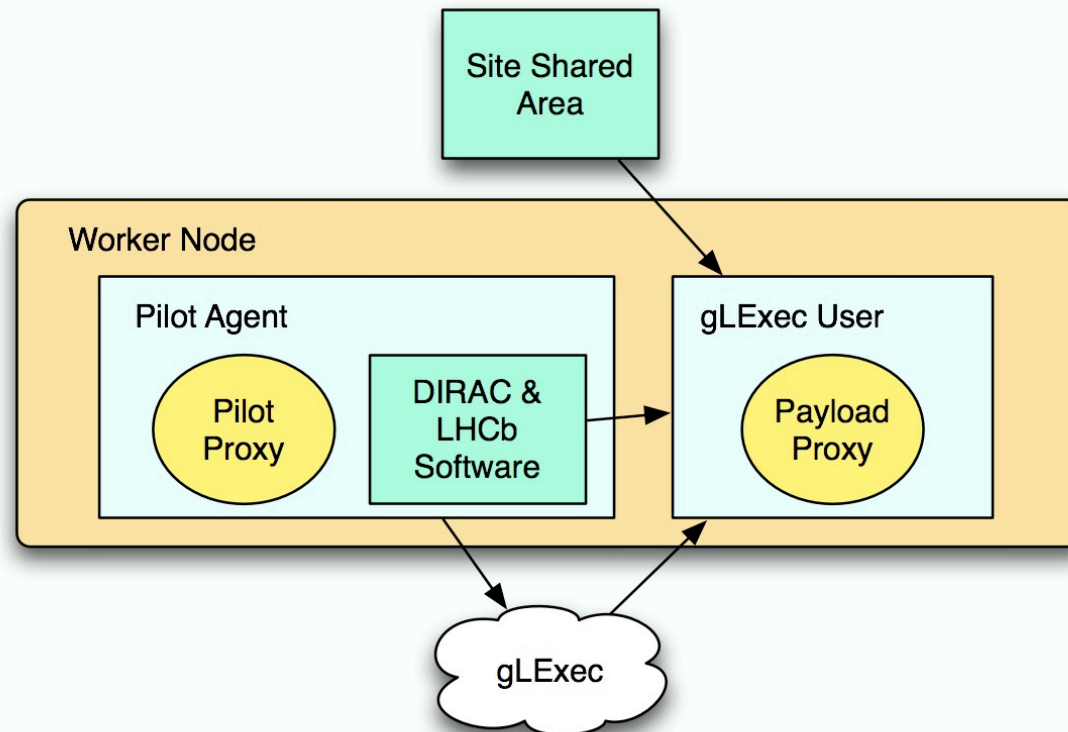 Site Shared
Area
Worker Node
Pilot Agent
gLExec User
Pilot
Proxy
DIRAC &
LHCb
Software
Payload
Proxy
gLExec